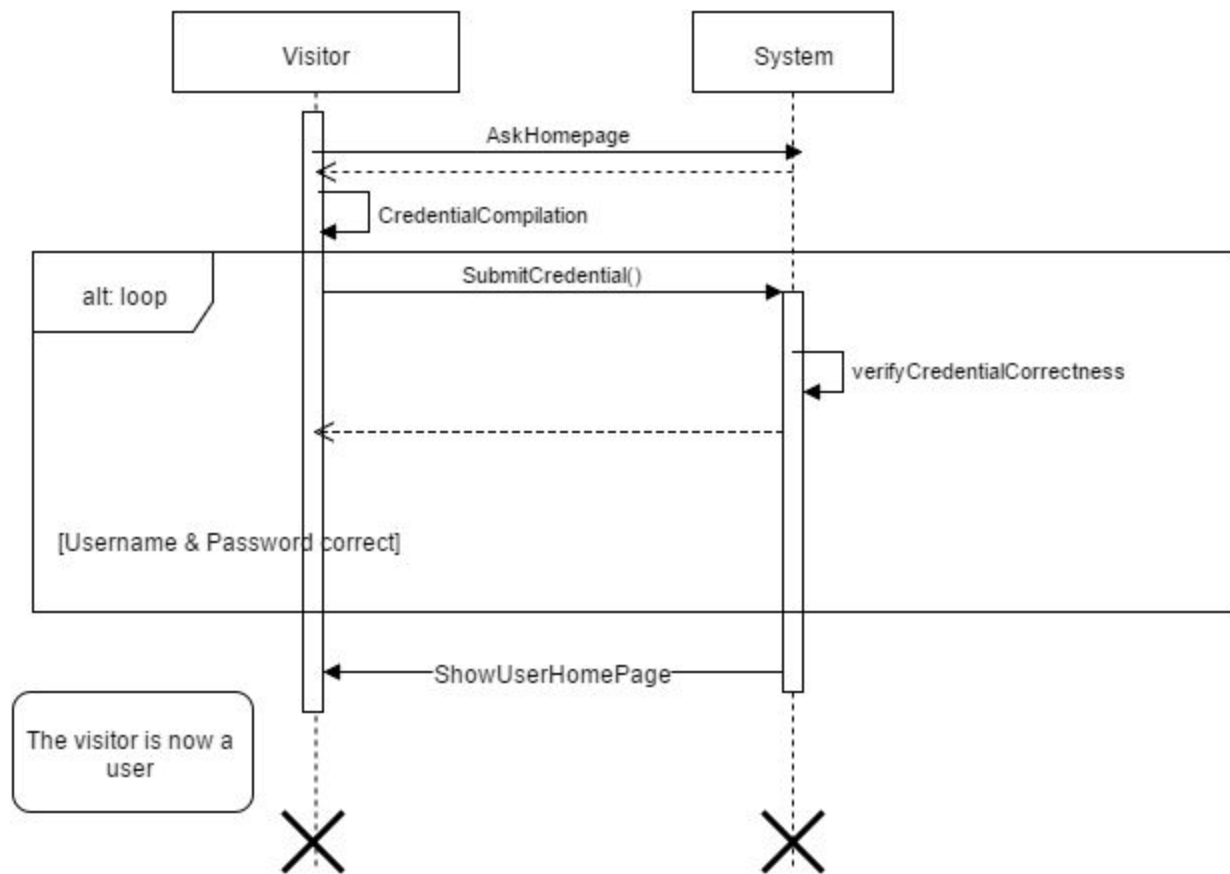 Visitor
System
AskHomepage
CredentialCompilation
alt: loop
SubmitCredential()
verifyCredentialCorrectness
[Username & Password correct]
ShowUserHomePage
The visitor is now a
user